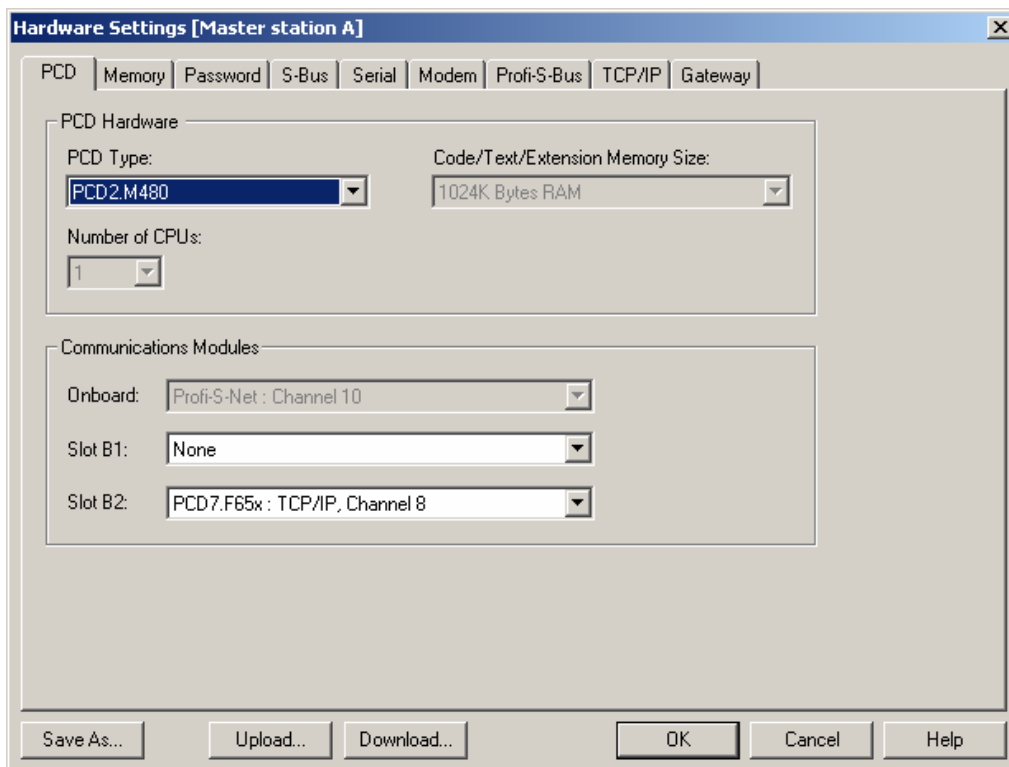 Hardware Settings [Master station A]
PCD Memory Password S-Bus Serial Modem Profi-S-Bus TCP/IP Gateway
PCD Hardware
PCD Type: Code/Text/Extension Memory Size:
PCD2.M480 1024K Bytes RAM
Number of CPUs:
1
Communications Modules
Onboard: Profi-S-Net : Channel 10
Slot B1: None
Slot B2: PCD7.F65x : TCP/IP, Channel 8
Save As... Upload... Download... OK Cancel Help